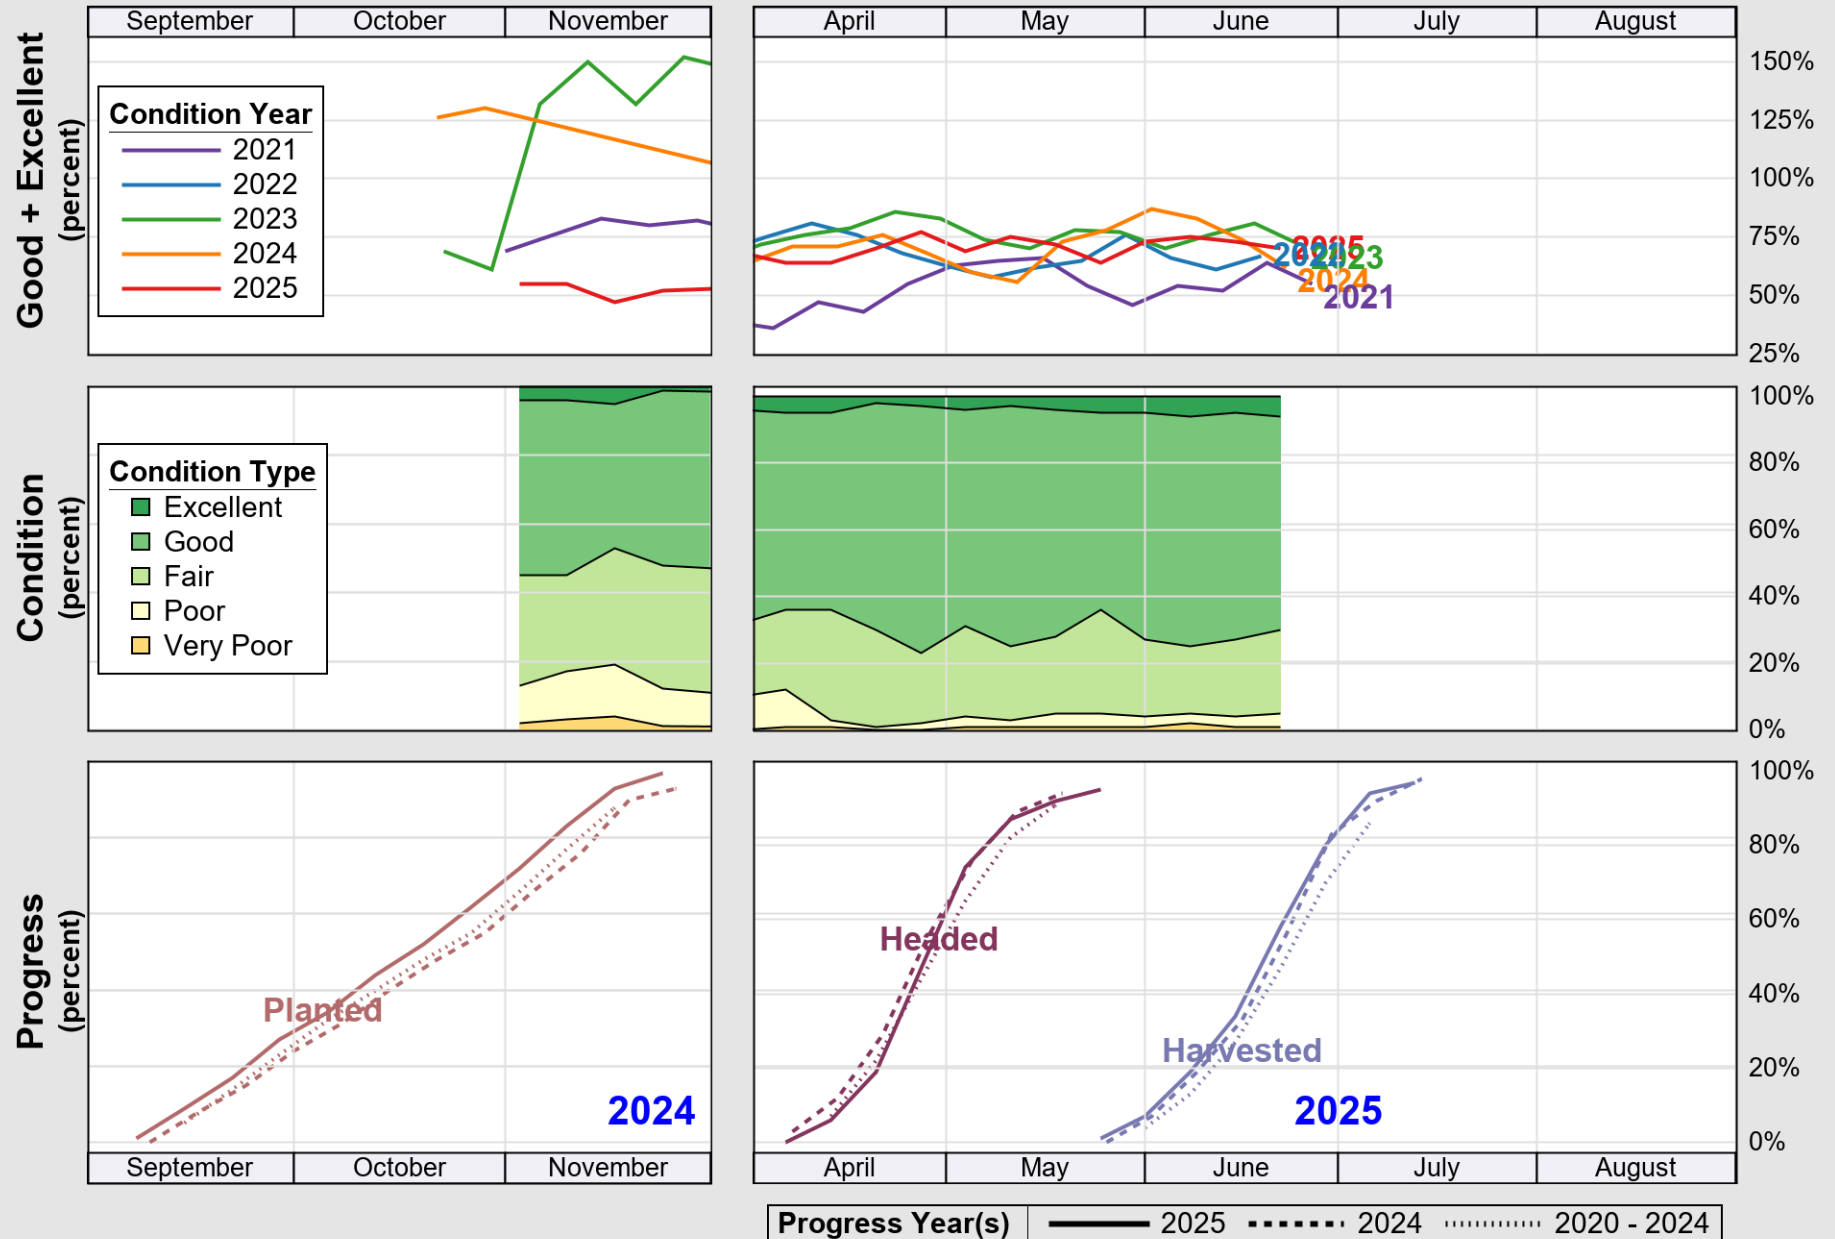 September October November April May June July August
Good + Excellent
(percent)
Condition Year
2021
2022
2023
2024
2025
150%
125%
100%
75%
50%
25%
2025
2022
2023
2024
2021
Condition
(percent)
Condition Type
Excellent
Good
Fair
Poor
Very Poor
100%
80%
60%
40%
20%
0%
Progress
(percent)
100%
80%
60%
40%
20%
0%
Headed
Planted
Harvested
2024 2025
September October November April May June July August
Progress Year(s) 2025 2024 2020 - 2024